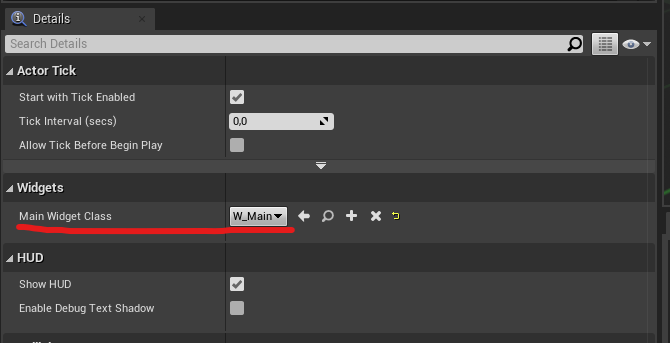 Details
Search Details
Actor Tick
Start with Tick Enabled
Tick Interval (secs) 0,0
Allow Tick Before Begin Play
Widgets
Main Widget Class W_Main
HUD
Show HUD
Enable Debug Text Shadow